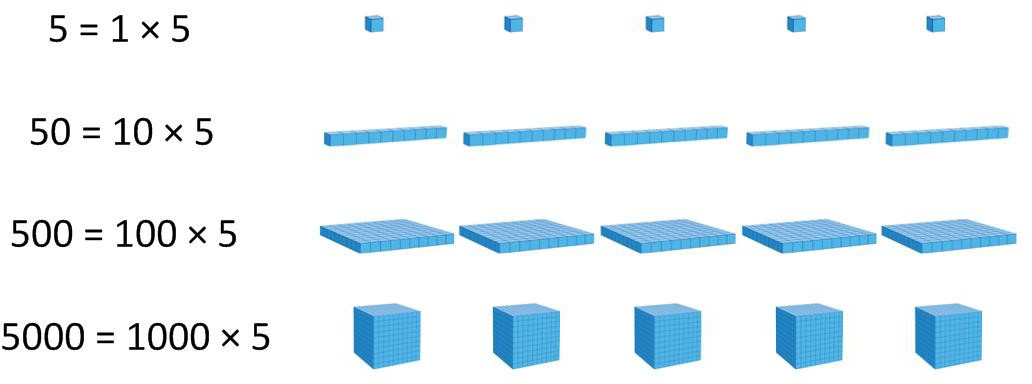 5 = 1 × 5
50 = 10 × 5
500 = 100 × 5
5000 = 1000 × 5